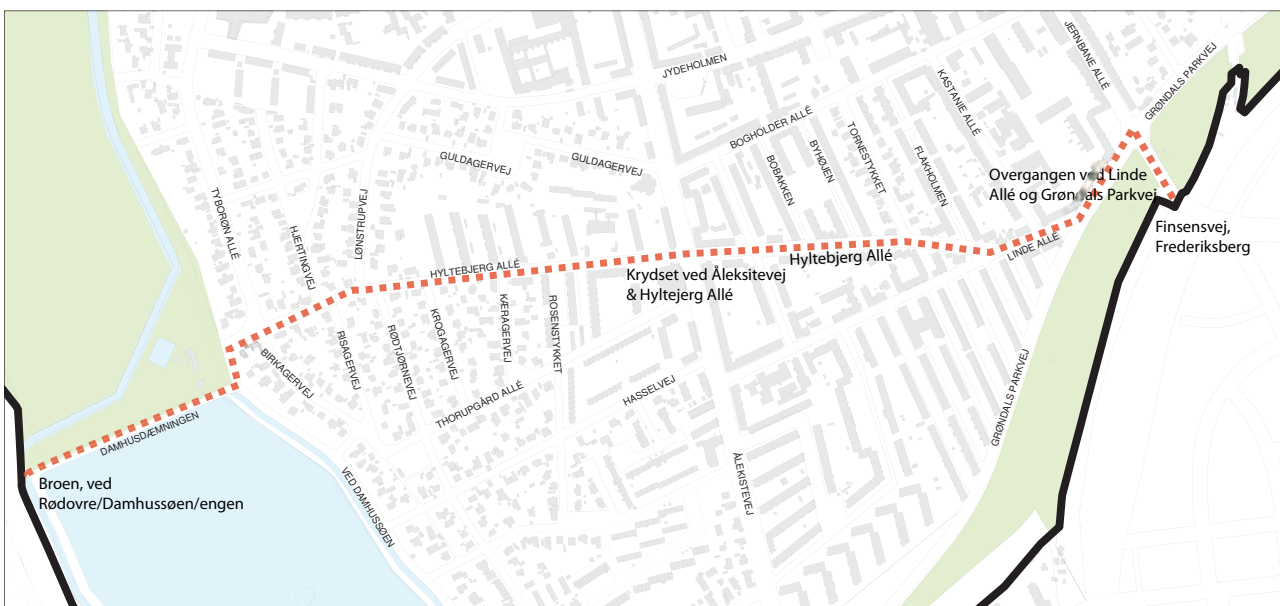 JERNBANE ALLÉ
GRØNDALS PARKVEJ
JYDEHOLMEN
KASTANIE ALLÉ
BOGHOLDER ALLÉ
TORNESTYKKET
BYHØJEN
FLAKHOLMEN
BOBAKKEN
GULDAGERVEJ
GULDAGERVEJ
Overgangen ved Linde
Allé og Grøndals Parkvej
TYBORØN ALLÉ
HJERTINGVEJ
LØNSTRUPVEJ
Finsensvej,
Frederiksberg
LINDE ALLÉ
HYLTEBJERG ALLÉ
Hyltebjerg Allé
Krydset ved Åleksitevej
& Hyltejerg Allé
BIRKAGERVEJ
RISAGERVEJ
RØDTJØRNEVEJ
KROGAGERVEJ
KÆRAGERVEJ
ROSENSTYKKET
THORUPGÅRD ALLÉ
HASSELVEJ
GRØNDALS PARKVEJ
DAMHUSDÆMNINGEN
VED DAMHUSSØEN
ÅLEKISTEVEJ
Broen, ved
Rødovre/Damhussøen/engen